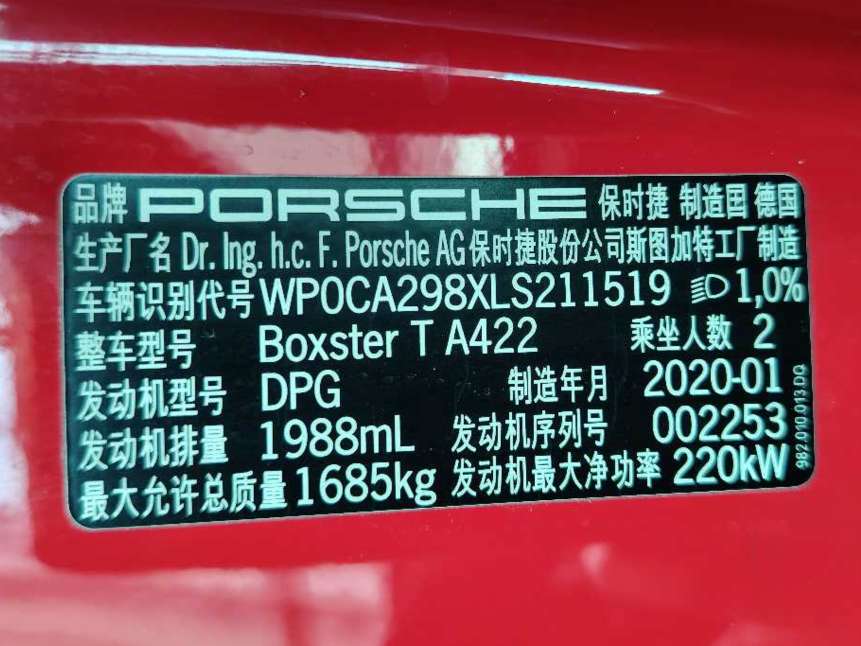 品牌 PORSCHE 保时捷 制造国 德国
生产厂名 Dr. Ing. h.c. F. Porsche AG 保时捷股份公司斯图加特工厂制造
车辆识别代号 WP0CA298XLS211519 1,0%
整车型号 Boxster T A422 乘坐人数 2
发动机型号 DPG 制造年月 2020-01
发动机排量 1988mL 发动机序列号 002253
最大允许总质量 1685kg 发动机最大净功率 220kW
982.010.013.DQ